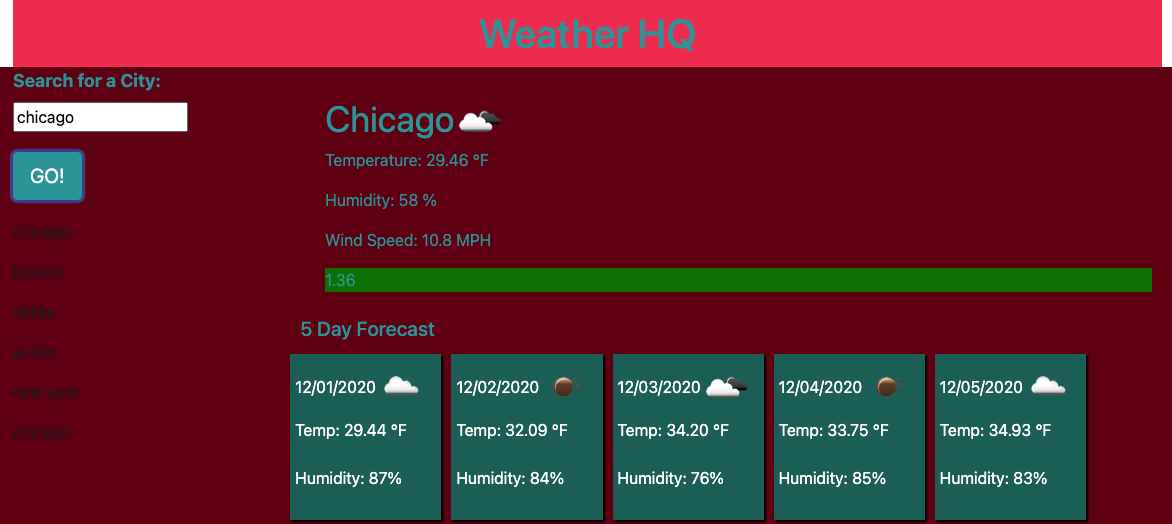 Weather HQ
Search for a City:
chicago
GO!
chicago
boston
dallas
austin
new york
chicago
Chicago
Temperature: 29.46 °F
Humidity: 58 %
Wind Speed: 10.8 MPH
1.36
5 Day Forecast
12/01/2020
Temp: 29.44 °F
Humidity: 87%
12/02/2020
Temp: 32.09 °F
Humidity: 84%
12/03/2020
Temp: 34.20 °F
Humidity: 76%
12/04/2020
Temp: 33.75 °F
Humidity: 85%
12/05/2020
Temp: 34.93 °F
Humidity: 83%